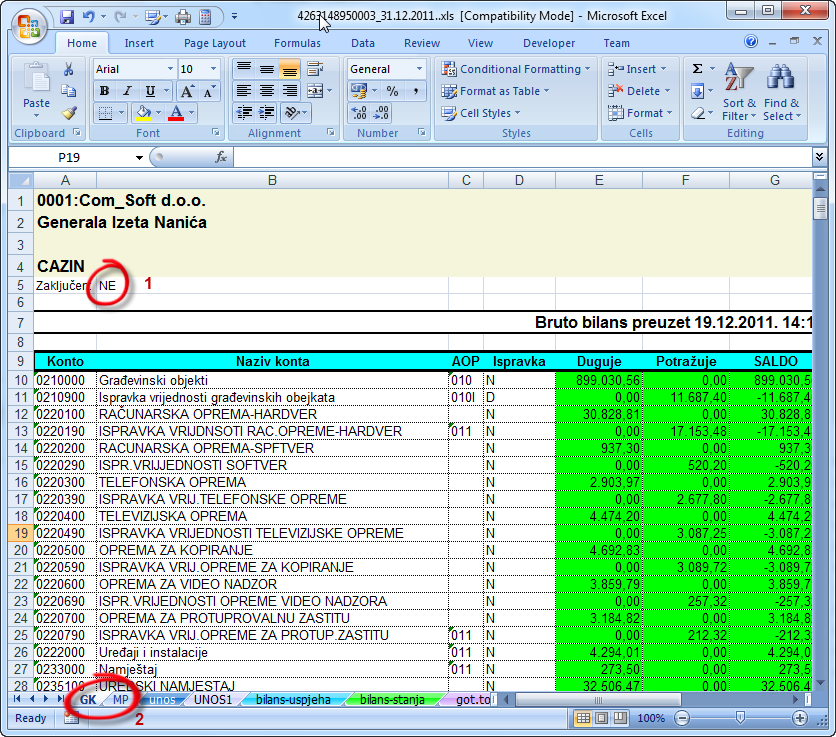 4263148950003_31.12.2011..xls [Compatibility Mode] - Microsoft Excel
Home Insert Page Layout Formulas Data Review View Developer Team
Arial 10 General Conditional Formatting Insert Σ
Paste B I U A A % , Format as Table Delete Sort & Filter Find & Select
A Cell Styles Format
Clipboard Font Alignment Number Styles Cells Editing
P19 fx
A B C D E F G
1 0001:Com_Soft d.o.o.
2 Generala Izeta Nanića
3
4 CAZIN
5 Zaključen: NE 1
6
7 Bruto bilans preuzet 19.12.2011. 14:1
8
9 Konto Naziv konta AOP Ispravka Duguje Potražuje SALDO
10 0210000 Građevinski objekti 010 N 899.030,56 0,00 899.030,5
11 0210900 Ispravka vrijednosti građevinskih obejkata 010I D 0,00 11.687,40 -11.687,4
12 0220100 RAČUNARSKA OPREMA-HARDVER N 30.828,81 0,00 30.828,8
13 0220190 ISPRAVKA VRIJDNSOTI RAC.OPREME-HARDVER 011 N 0,00 17.153,48 -17.153,4
14 0220200 RACUNARSKA OPREMA-SPFTVER N 937,30 0,00 937,3
15 0220290 ISPR.VRIJJEDNOSTI SOFTVER N 0,00 520,20 -520,2
16 0220300 TELEFONSKA OPREMA N 2.903,97 0,00 2.903,9
17 0220390 ISPRAVKA VRIJ.TELEFONSKE OPREME N 0,00 2.677,80 -2.677,8
18 0220400 TELEVIZIJSKA OPREMA N 4.474,20 0,00 4.474,2
19 0220490 ISPRAVKA VRIJEDNOSTI TELEVIZIJSKE OPREME N 0,00 3.087,25 -3.087,2
20 0220500 OPREMA ZA KOPIRANJE N 4.692,83 0,00 4.692,8
21 0220590 ISPRAVKA VRIJ.OPREME ZA KOPIRANJE N 0,00 3.089,72 -3.089,7
22 0220600 OPREMA ZA VIDEO NADZOR N 3.859,79 0,00 3.859,7
23 0220690 ISPR.VRIJEDNOSTI OPREME VIDEO NADZORA N 0,00 257,32 -257,3
24 0220700 OPREMA ZA PROTUPROVALNU ZASTITU N 3.184,82 0,00 3.184,8
25 0220790 ISPRAVKA VRIJ.OPREME ZA PROTUP.ZASTITU 011 N 0,00 212,32 -212,3
26 0222000 Uređaji i instalacije 011 N 4.294,01 0,00 4.294,0
27 0233000 Namještaj 011 N 273,50 0,00 273,5
28 0235100 UREDSKI NAMJESTAJ N 32.506,47 0,00 32.506,4
GK MP unos UNOS1 bilans-uspjeha bilans-stanja got.to
Ready 2 100%